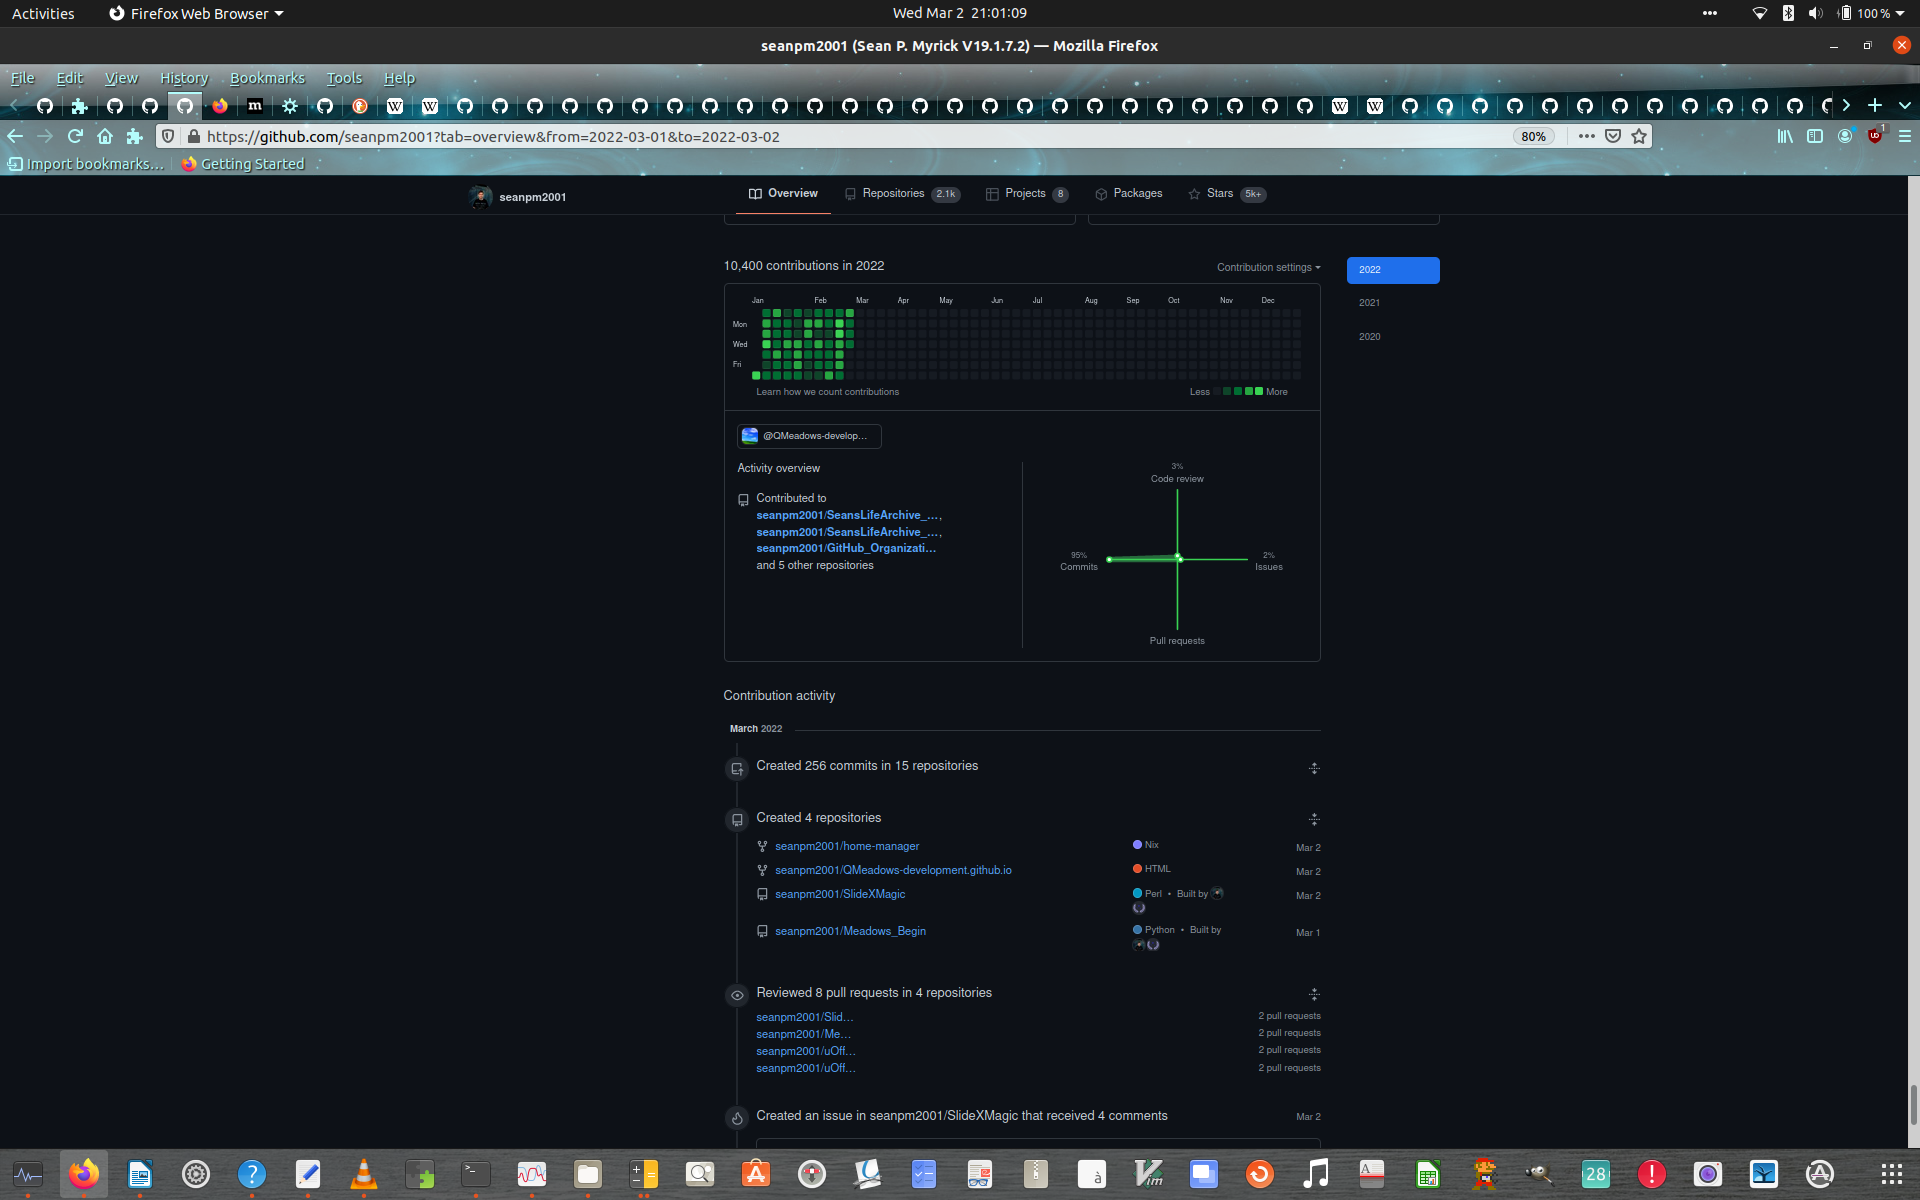 Activities
Firefox Web Browser
Wed Mar 2 21:01:09
100 %
seanpm2001 (Sean P. Myrick V19.1.7.2) — Mozilla Firefox
File Edit View History Bookmarks Tools Help
https://github.com/seanpm2001?tab=overview&from=2022-03-01&to=2022-03-02
80%
1
Import bookmarks...
Getting Started
seanpm2001
Overview
Repositories 2.1k
Projects 8
Packages
Stars 5k+
10,400 contributions in 2022
Contribution settings
2022
2021
2020
Jan Feb Mar Apr May Jun Jul Aug Sep Oct Nov Dec
Mon
Wed
Fri
Learn how we count contributions
Less More
@QMeadows-develop...
Activity overview
Contributed to
seanpm2001/SeansLifeArchive_...,
seanpm2001/SeansLifeArchive_...,
seanpm2001/GitHub_Organizati...
and 5 other repositories
3%
Code review
95%
Commits
2%
Issues
Pull requests
Contribution activity
March 2022
Created 256 commits in 15 repositories
Created 4 repositories
seanpm2001/home-manager Nix Mar 2
seanpm2001/QMeadows-development.github.io HTML Mar 2
seanpm2001/SlideXMagic Perl • Built by Mar 2
seanpm2001/Meadows_Begin Python • Built by Mar 1
Reviewed 8 pull requests in 4 repositories
seanpm2001/Slid... 2 pull requests
seanpm2001/Me... 2 pull requests
seanpm2001/uOff... 2 pull requests
seanpm2001/uOff... 2 pull requests
Created an issue in seanpm2001/SlideXMagic that received 4 comments Mar 2
28